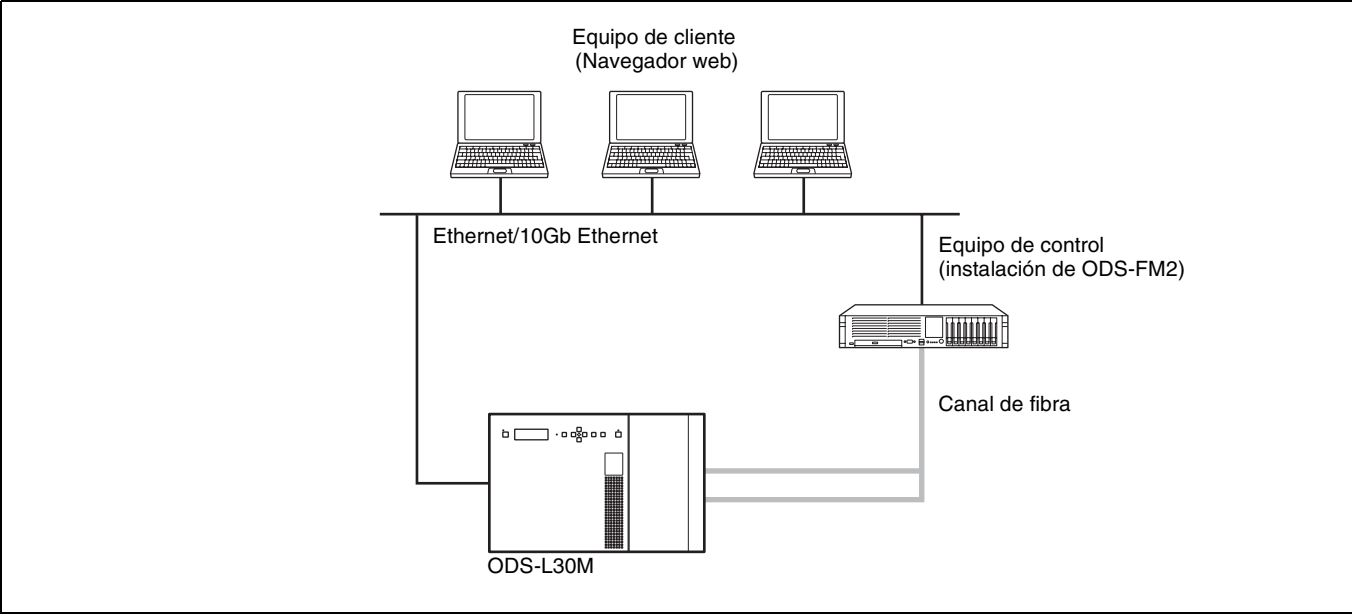 Equipo de cliente
(Navegador web)
Ethernet/10Gb Ethernet
Equipo de control
(instalación de ODS-FM2)
Canal de fibra
ODS-L30M